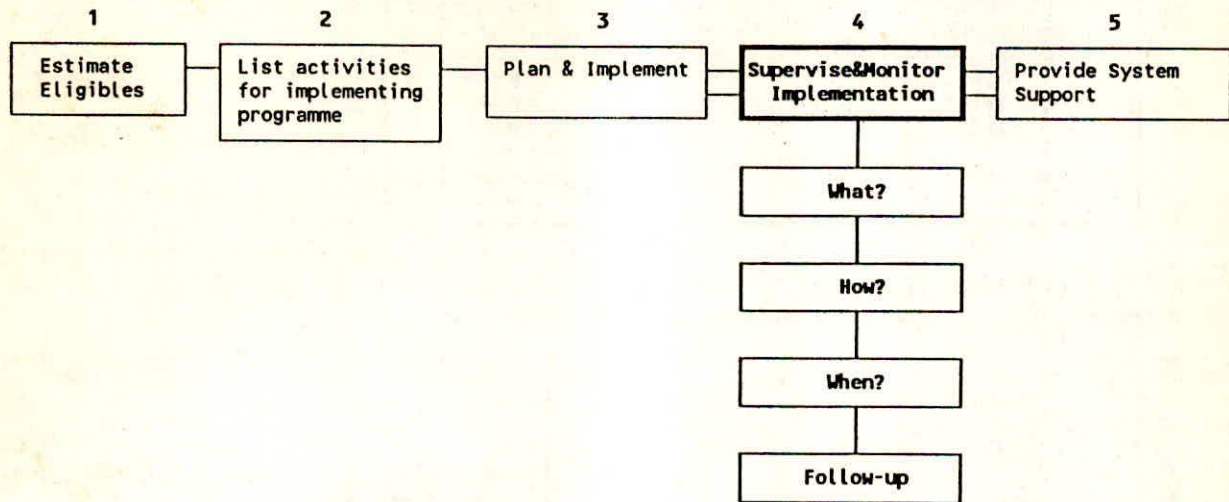 1 2 3 4 5
Estimate
Eligibles
List activities
for implementing
programme
Plan & Implement
Supervise&Monitor
Implementation
Provide System
Support
What?
How?
When?
Follow-up